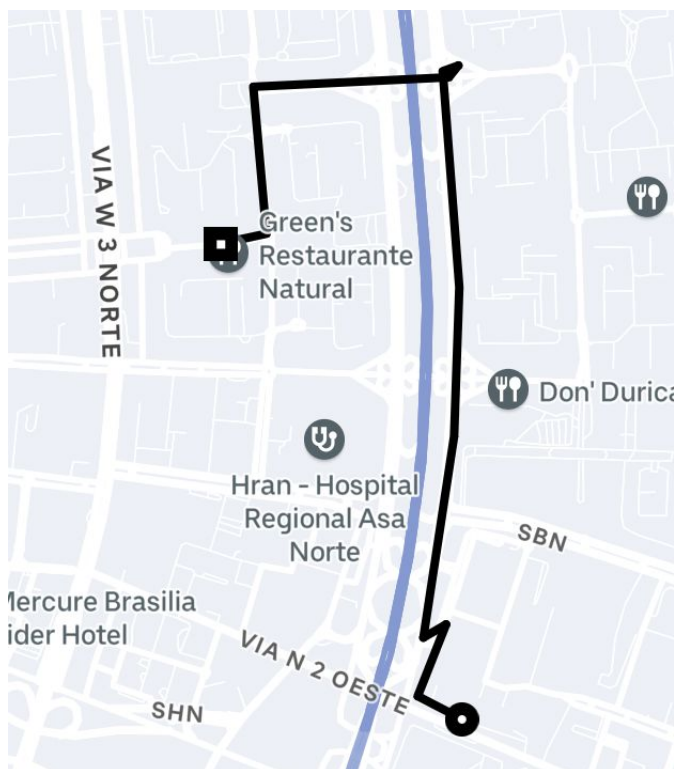 VIA W 3 NORTE
Green's
Restaurante
Natural
Don' Durica
Hran - Hospital
Regional Asa
Norte
SBN
Mercure Brasilia
ider Hotel
VIA N 2 OESTE
SHN